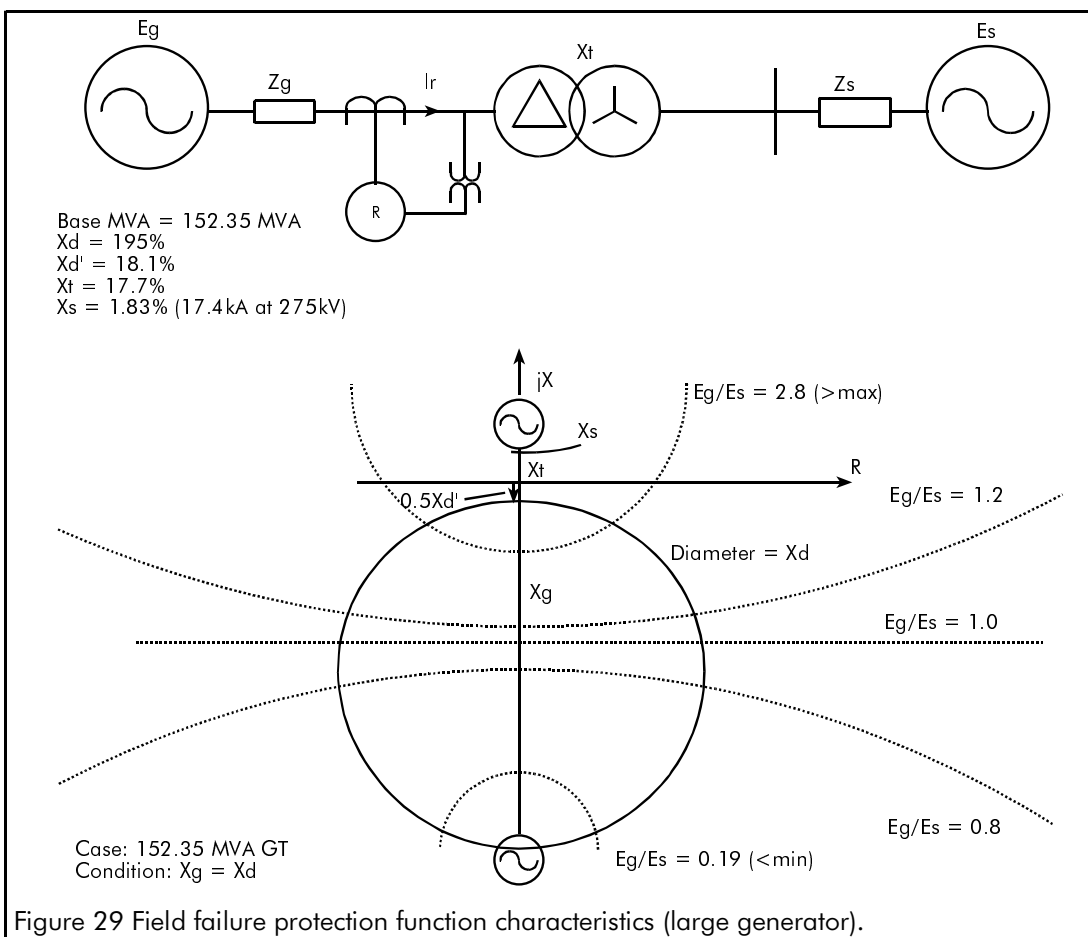 Eg
Zg
Ir
Xt
Zs
Es
R
Base MVA = 152.35 MVA
Xd = 195%
Xd' = 18.1%
Xt = 17.7%
Xs = 1.83% (17.4kA at 275kV)
jX
Eg/Es = 2.8 (>max)
Xs
Xt
R
0.5Xd'
Eg/Es = 1.2
Diameter = Xd
Xg
Eg/Es = 1.0
Eg/Es = 0.8
Case: 152.35 MVA GT
Condition: Xg = Xd
Eg/Es = 0.19 (<min)
Figure 29 Field failure protection function characteristics (large generator).